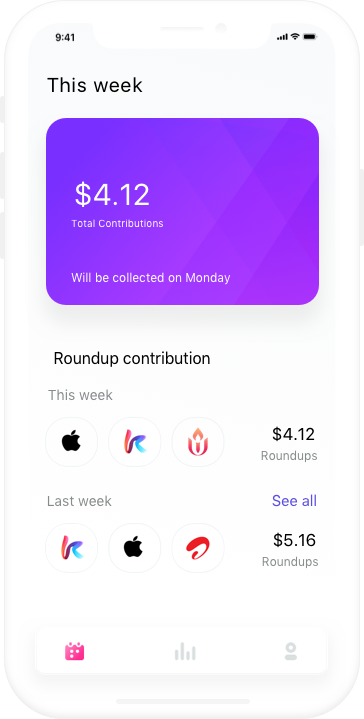 9:41
This week
$4.12
Total Contributions
Will be collected on Monday
Roundup contribution
This week
$4.12
Roundups
Last week
See all
$5.16
Roundups